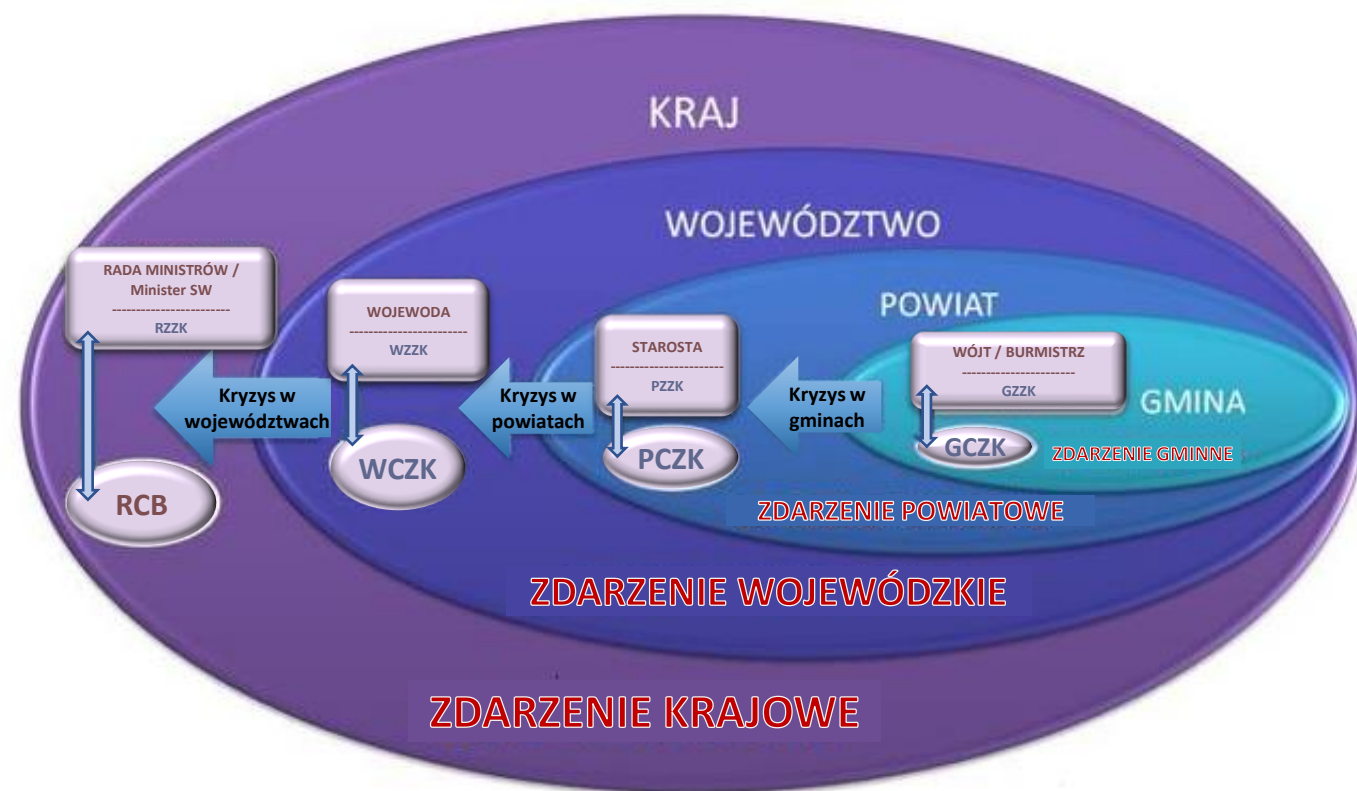 KRAJ
WOJEWÓDZTWO
POWIAT
GMINA
RADA MINISTRÓW /
Minister SW
------------------------
RZZK
RCB
Kryzys w
województwach
WOJEWODA
------------------------
WZZK
WCZK
Kryzys w
powiatach
STAROSTA
-----------------------
PZZK
PCZK
Kryzys w
gminach
WÓJT / BURMISTRZ
-----------------------
GZZK
GCZK
ZDARZENIE GMINNE
ZDARZENIE POWIATOWE
ZDARZENIE WOJEWÓDZKIE
ZDARZENIE KRAJOWE